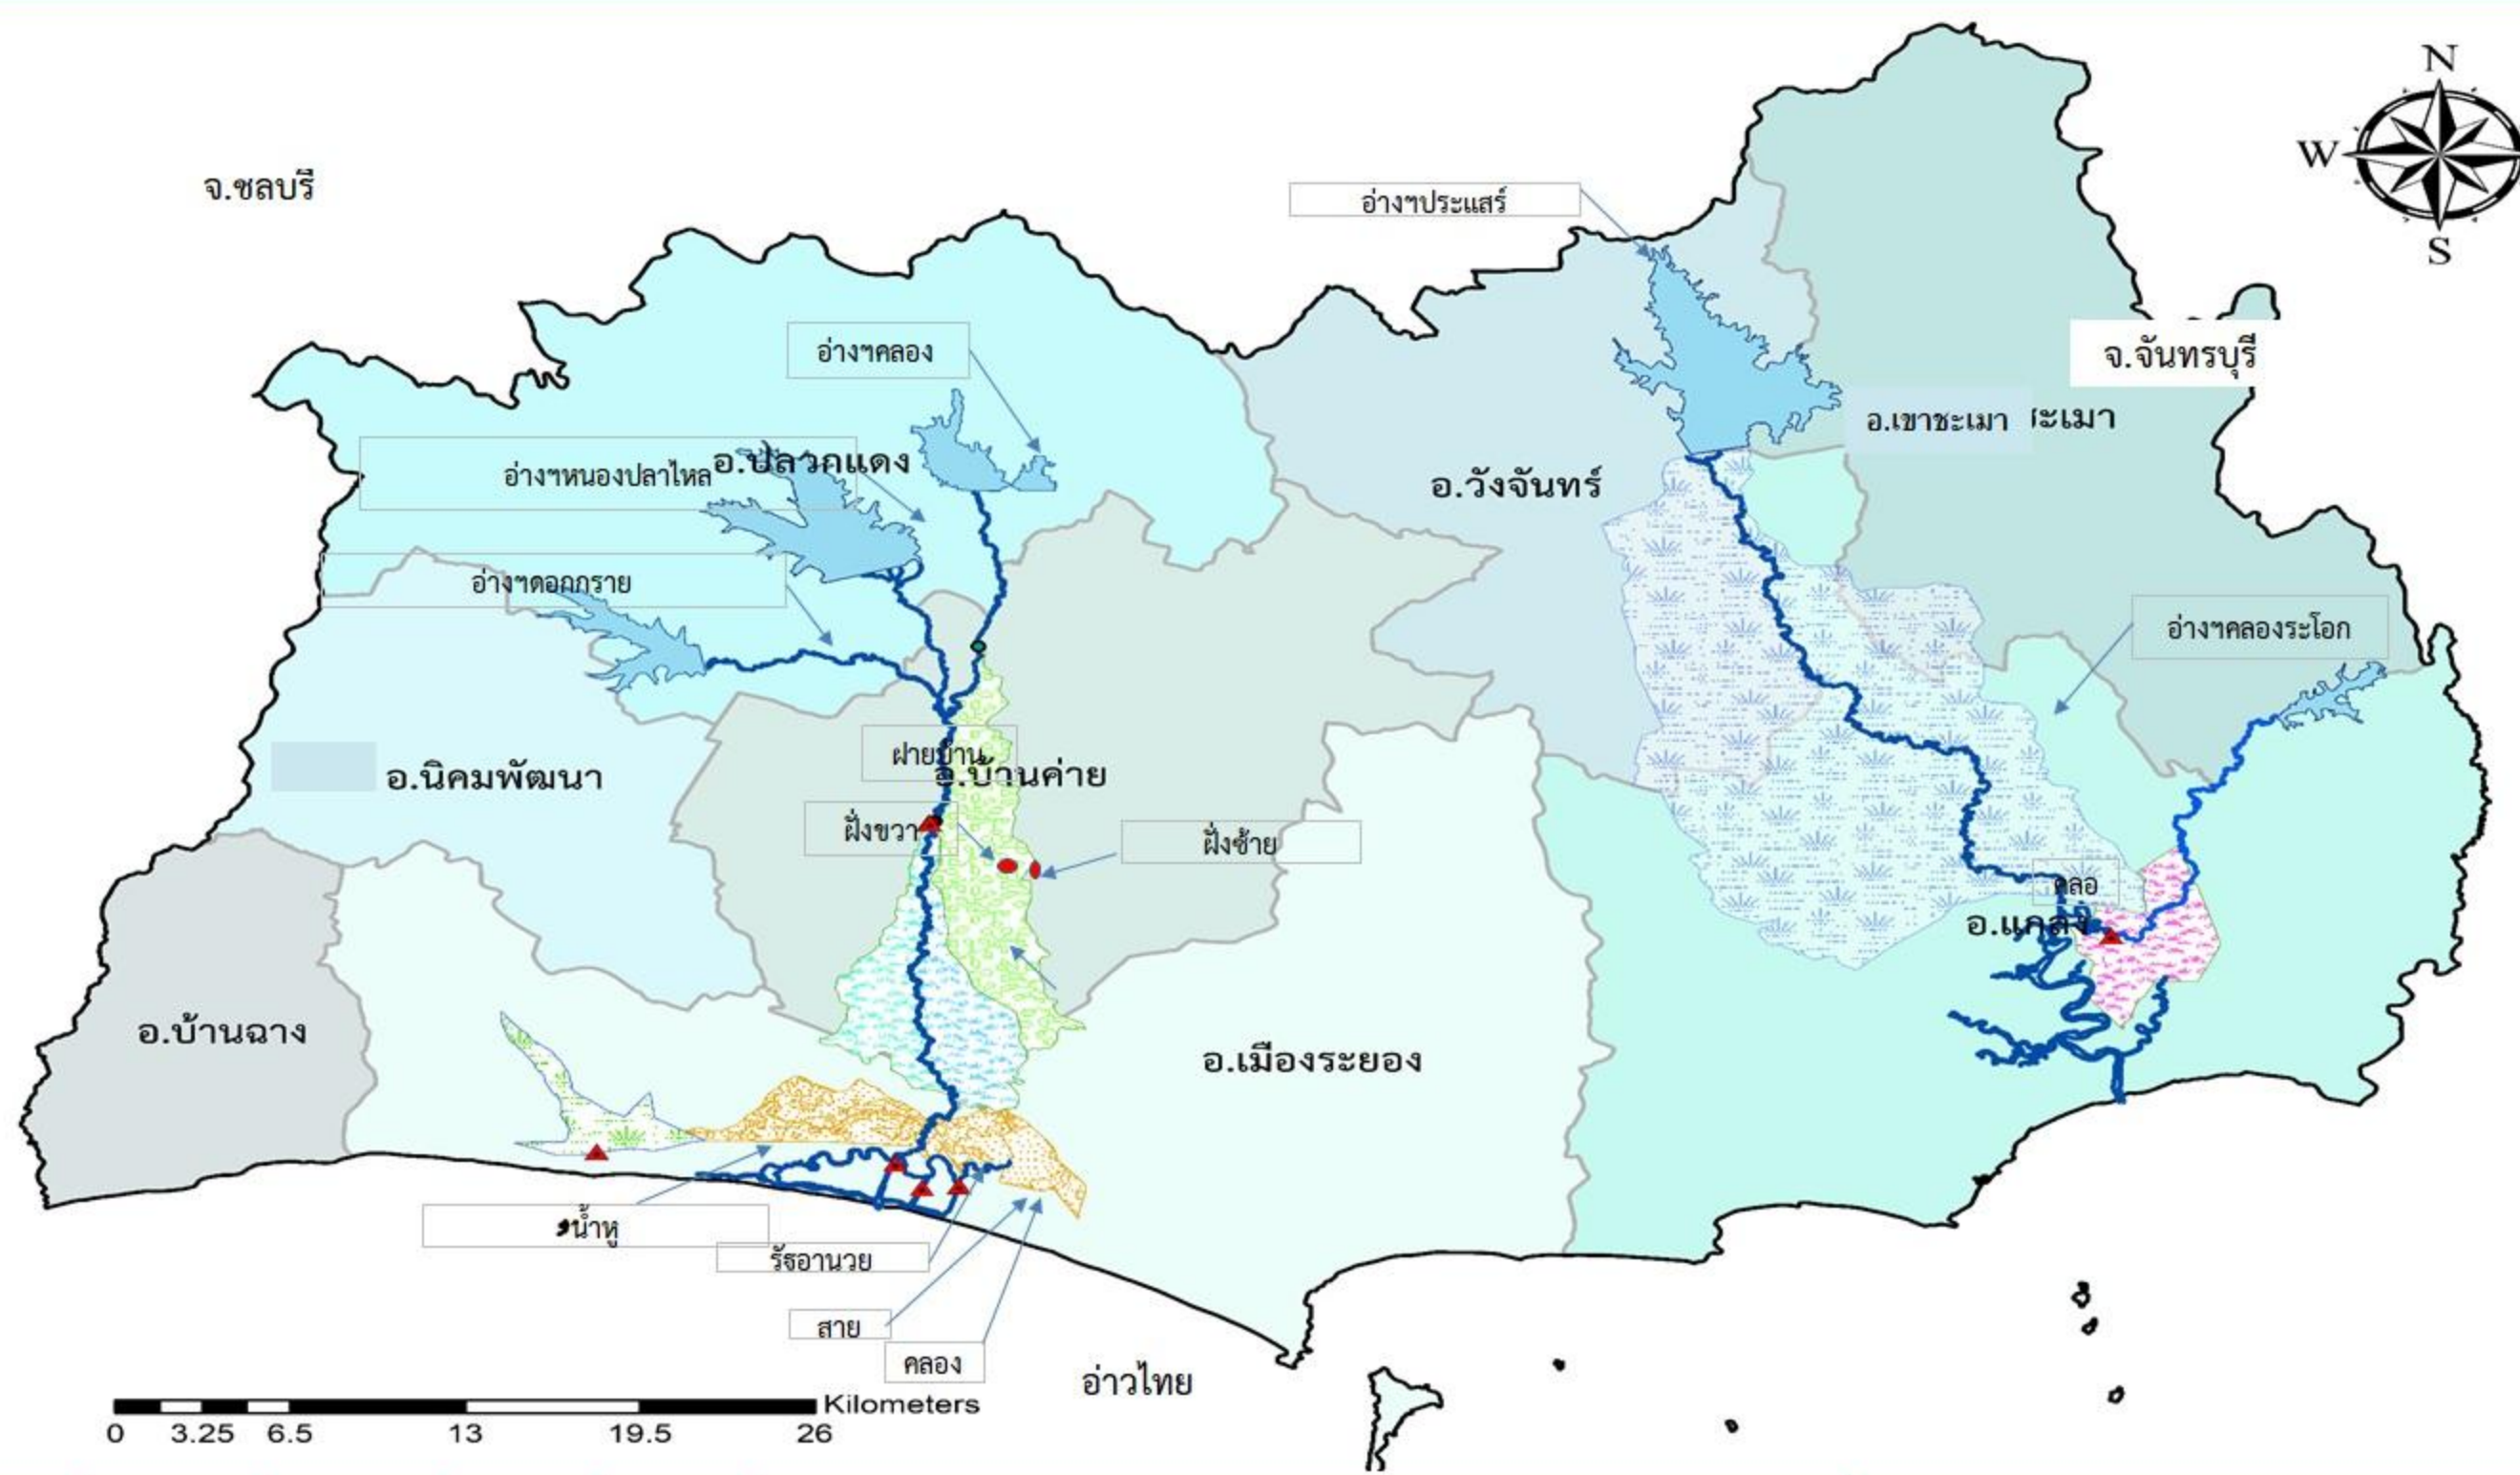 N
W
S
จ.ชลบุรี
อ่างฯประแสร์
อ่างฯคลอง
จ.จันทรบุรี
อ.เขาชะเมา
ะเมา
อ่างฯหนองปลาไหล
อ.ปลวกแดง
อ.วังจันทร์
อ่างฯดอกกราย
อ่างฯคลองระโอก
ฝายบ้าน
อ.นิคมพัฒนา
อ.บ้านค่าย
ฝั่งขวา
ฝั่งซ้าย
คลอ
อ.แกลง
อ.บ้านฉาง
อ.เมืองระยอง
น้ำหู
รัฐอานวย
สาย
คลอง
อ่าวไทย
Kilometers
0 3.25 6.5 13 19.5 26